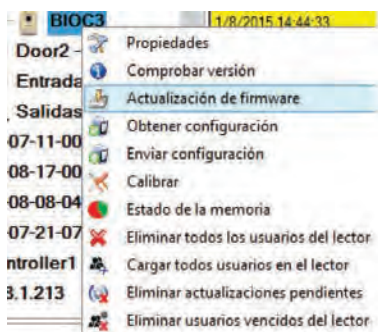 BIOC3 1/8/2015 14:44:33
Propiedades
Door2 -
Comprobar versión
Entrada
Actualización de firmware
Salidas
Obtener configuración
07-11-00
Enviar configuración
08-17-00
Calibrar
08-08-04
Estado de la memoria
07-21-07
Eliminar todos los usuarios del lector
ntroller1
Cargar todos usuarios en el lector
3.1.213
Eliminar actualizaciones pendientes
Eliminar usuarios vencidos del lector